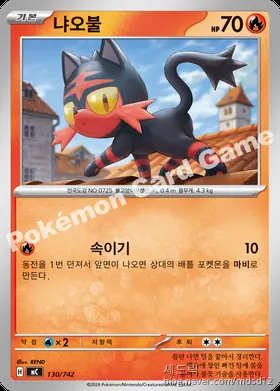 기본 냐오불 HP 70
전국도감 NO.0725 불고양이포켓몬 키: 0.4 m 몸무게: 4.3 kg
Pokémon Card Game
속이기 10
동전을 1번 던져서 앞면이 나오면 상대의 배틀 포켓몬을 마비로
만든다.
약점 ×2 저항력 후퇴
Illus. REND
H mC 130/742
©2026 Pokémon/Nintendo/Creatures/GAME FREAK